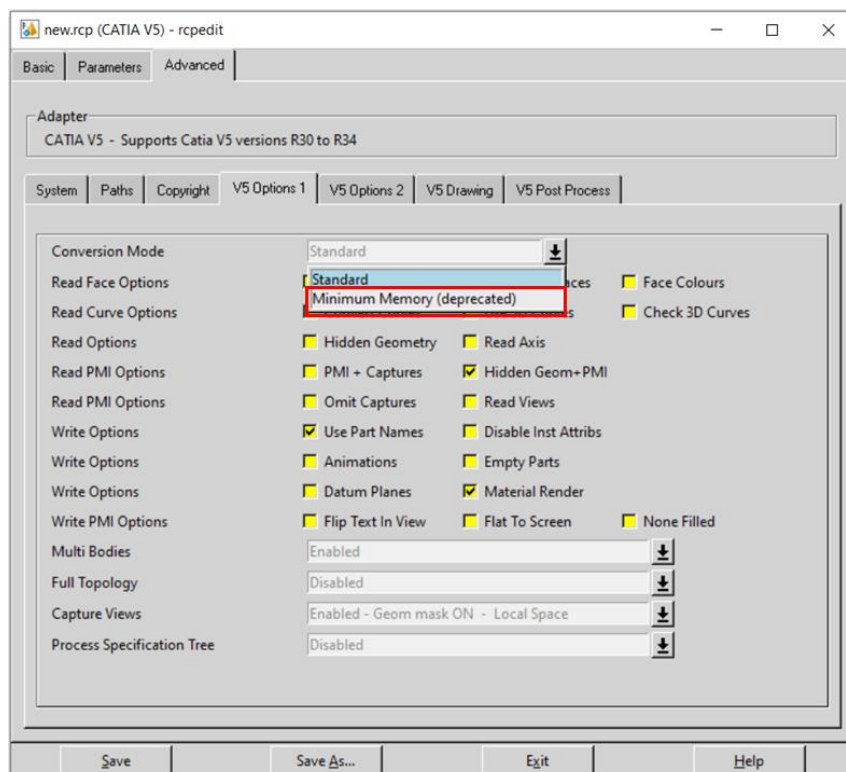 new.rcp (CATIA V5) - rcpedit
Basic Parameters Advanced
Adapter
CATIA V5 - Supports Catia V5 versions R30 to R34
System Paths Copyright V5 Options 1 V5 Options 2 V5 Drawing V5 Post Process
Conversion Mode Standard
Standard
Read Face Options Face Colours
Minimum Memory (deprecated)
Read Curve Options Check 3D Curves
Read Options Hidden Geometry Read Axis
Read PMI Options PMI + Captures Hidden Geom+PMI
Read PMI Options Omit Captures Read Views
Write Options Use Part Names Disable Inst Attribs
Write Options Animations Empty Parts
Write Options Datum Planes Material Render
Write PMI Options Flip Text In View Flat To Screen None Filled
Multi Bodies Enabled
Full Topology Disabled
Capture Views Enabled - Geom mask ON - Local Space
Process Specification Tree Disabled
Save Save As... Exit Help